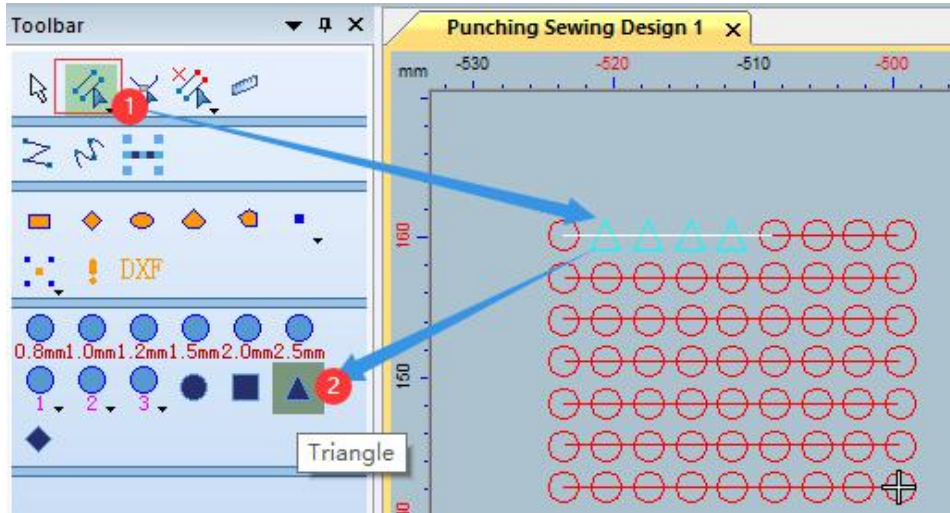 Toolbar
Punching Sewing Design 1
mm -530 -520 -510 -500
1
160
DXF
0.8mm 1.0mm 1.2mm 1.5mm 2.0mm 2.5mm
150
1 2 3
2
Triangle